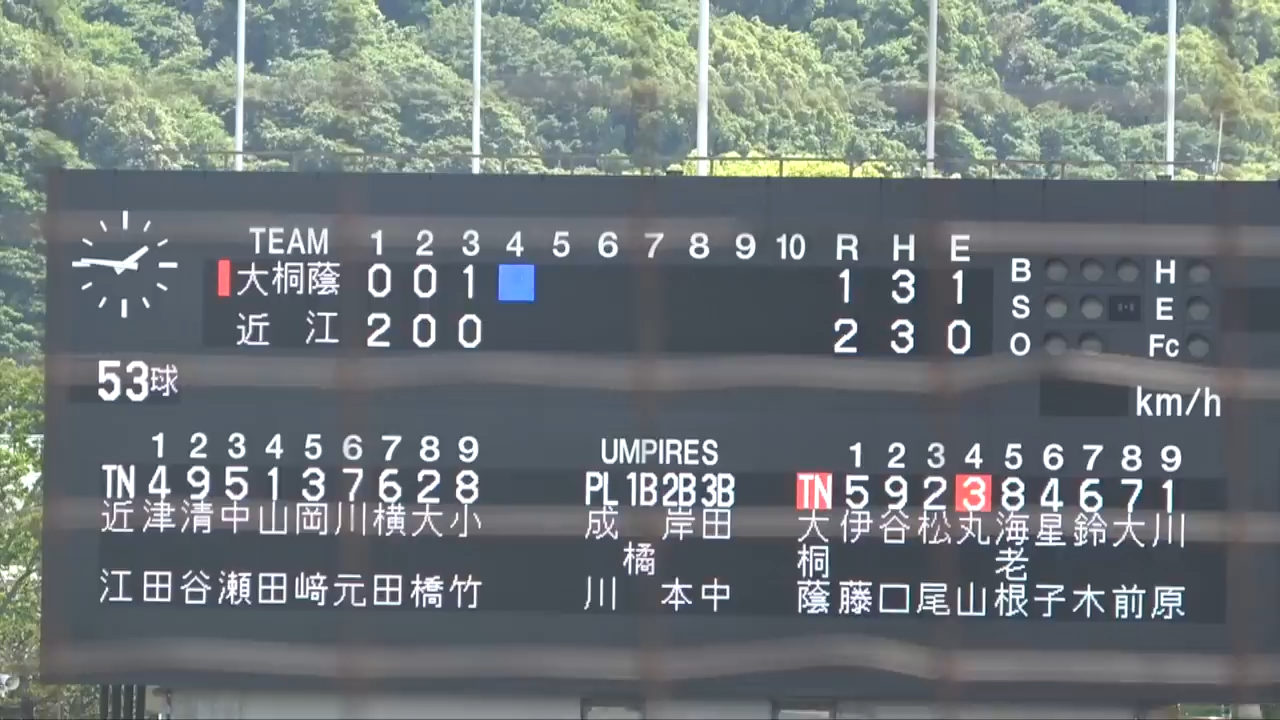 TEAM 1 2 3 4 5 6 7 8 9 10 R H E
大桐蔭 0 0 1 1 3 1
近江 2 0 0 2 3 0
B H
S E
O Fc
53球
km/h
1 2 3 4 5 6 7 8 9
TN 4 9 5 1 3 7 6 2 8
近江 津田 清谷 中瀬 山田 岡﨑 川元 横田 大橋 小竹
UMPIRES
PL 1B 2B 3B
成川 橘 岸本 田中
1 2 3 4 5 6 7 8 9
TN 5 9 2 3 8 4 6 7 1
大桐蔭 伊藤 谷口 松尾 丸山 海老根 星子 鈴木 大前 川原